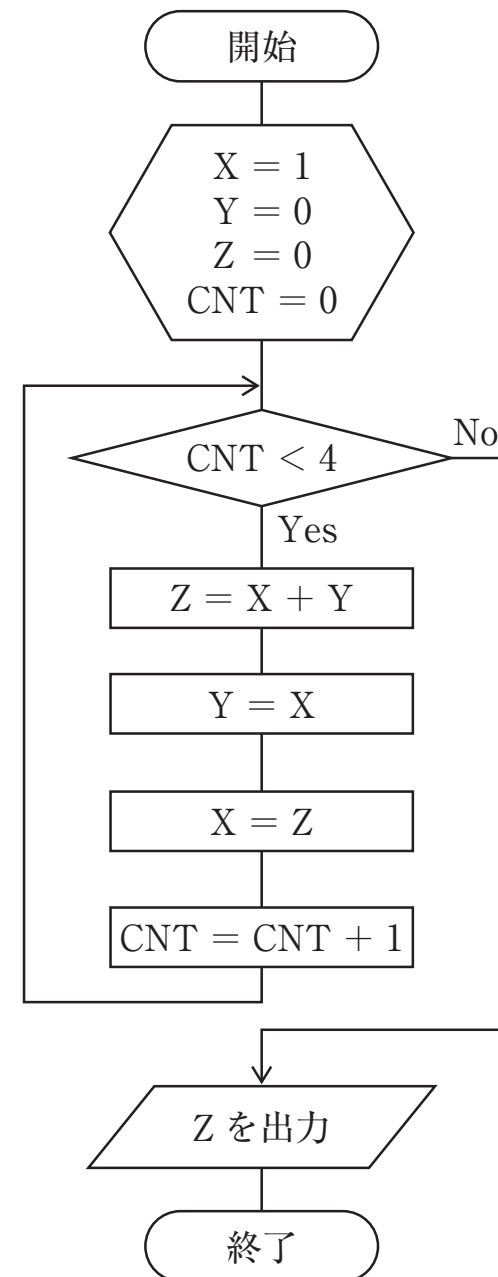 開始
X = 1
Y = 0
Z = 0
CNT = 0
CNT < 4
No
Yes
Z = X + Y
Y = X
X = Z
CNT = CNT + 1
Z を出力
終了